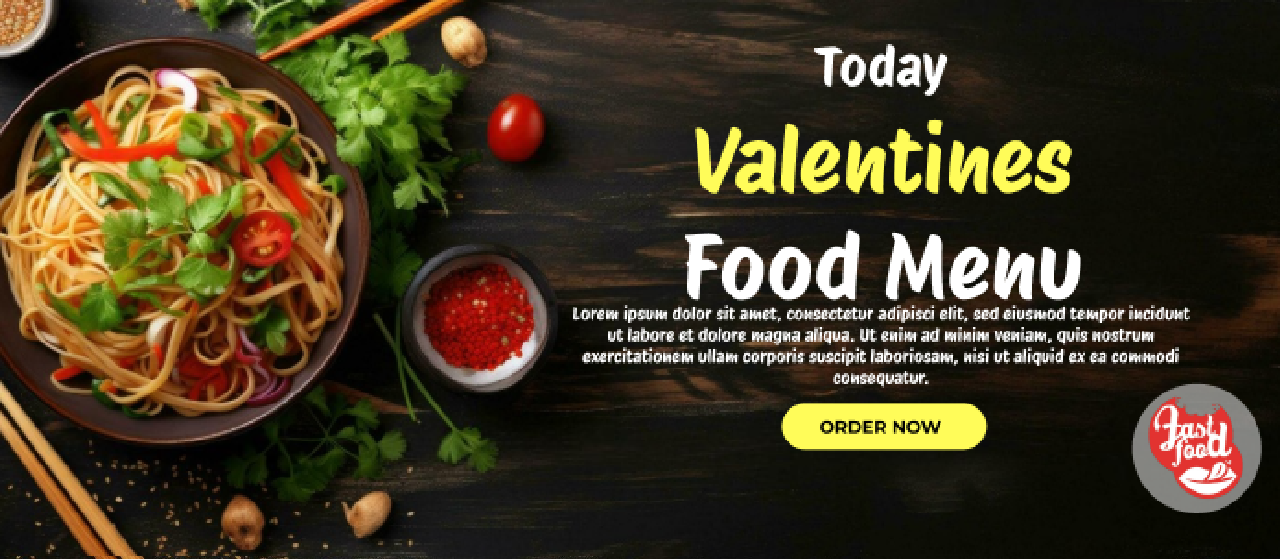 Today
Valentines
Food Menu
Lorem ipsum dolor sit amet, consectetur adipisci elit, sed eiusmod tempor incidunt
ut labore et dolore magna aliqua. Ut enim ad minim veniam, quis nostrum
exercitationem ullam corporis suscipit laboriosam, nisi ut aliquid ex ea commodi
consequatur.
ORDER NOW
Fast
food